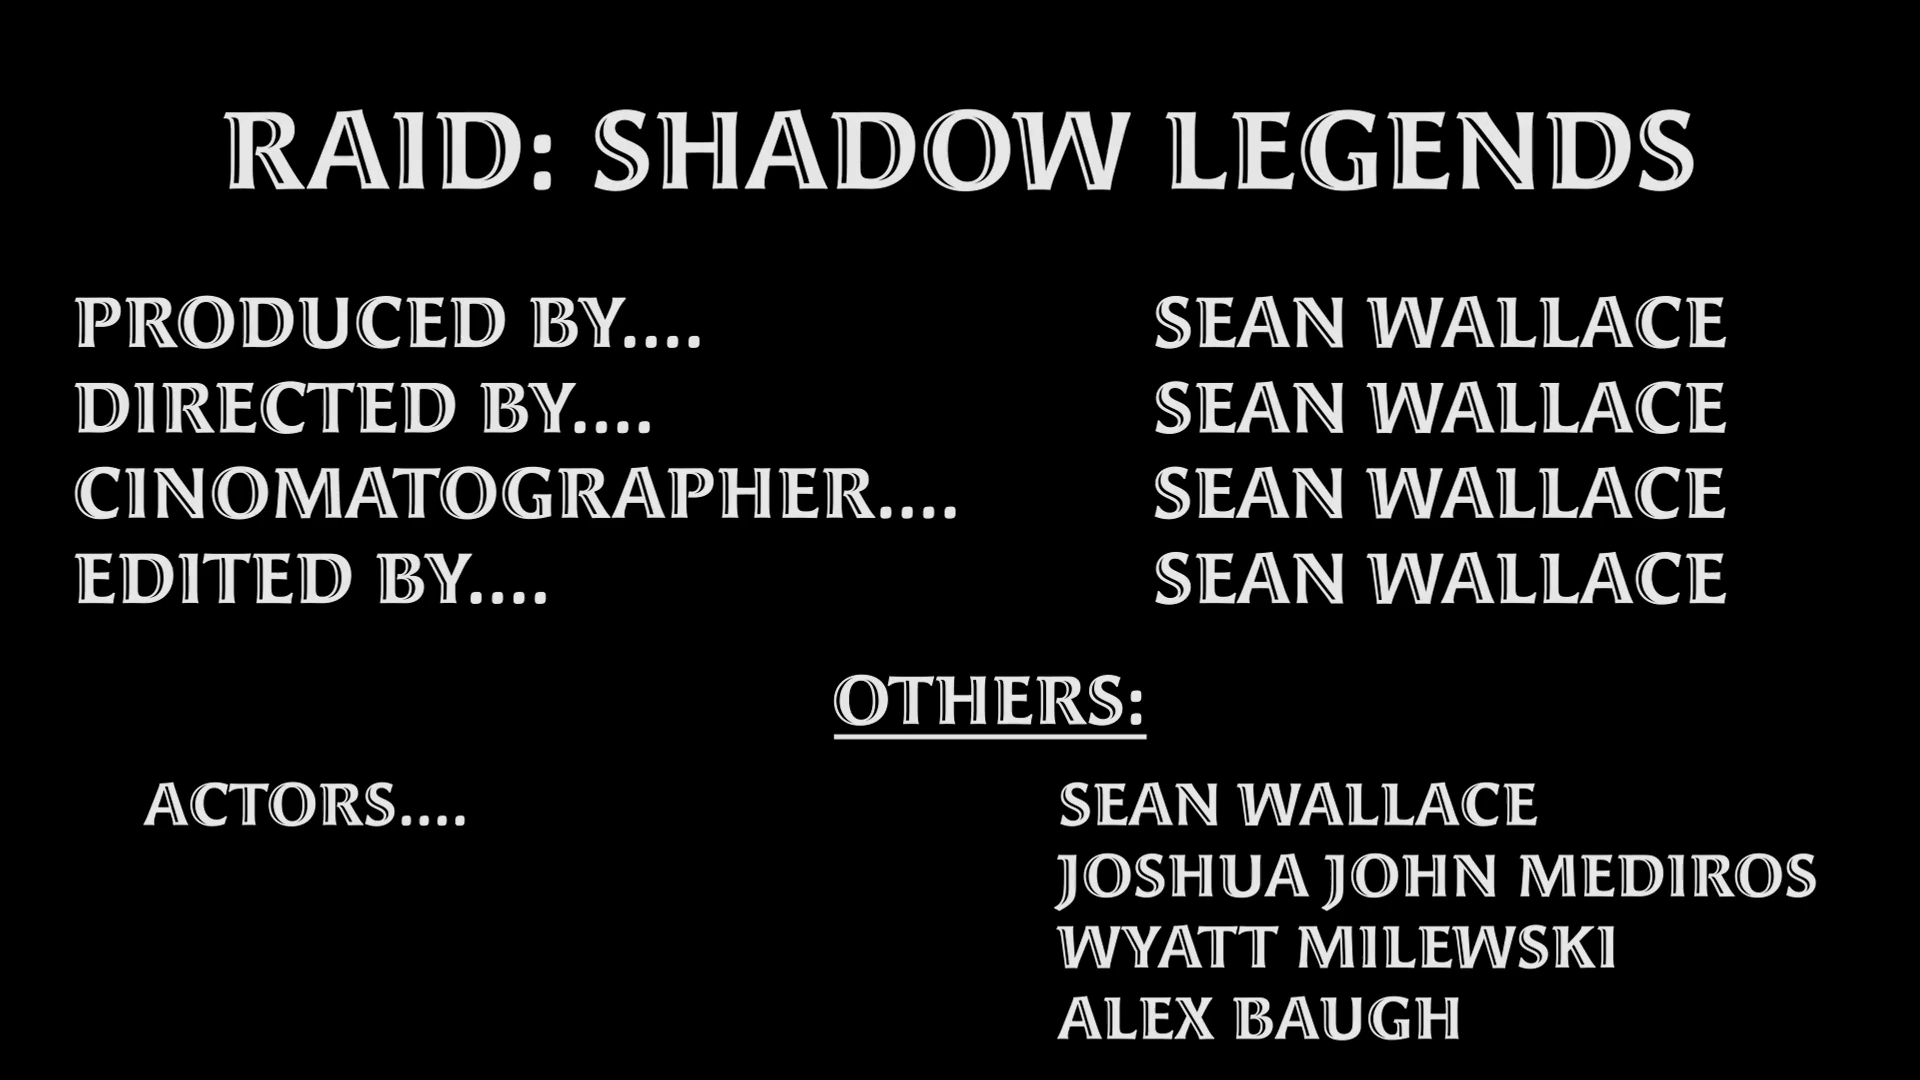 RAID: SHADOW LEGENDS
PRODUCED BY.... SEAN WALLACE
DIRECTED BY.... SEAN WALLACE
CINOMATOGRAPHER.... SEAN WALLACE
EDITED BY.... SEAN WALLACE
OTHERS:
ACTORS.... SEAN WALLACE
JOSHUA JOHN MEDIROS
WYATT MILEWSKI
ALEX BAUGH